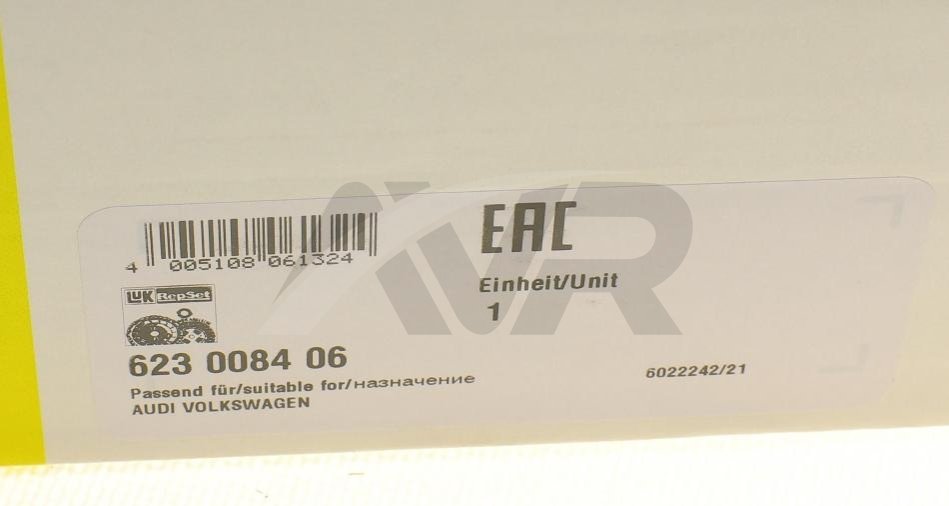 4 005108 061324
EAC
LUK RepSet
Einheit/Unit
1
623 0084 06
Passend für/suitable for/назначение
AUDI VOLKSWAGEN
6022242/21
AVR